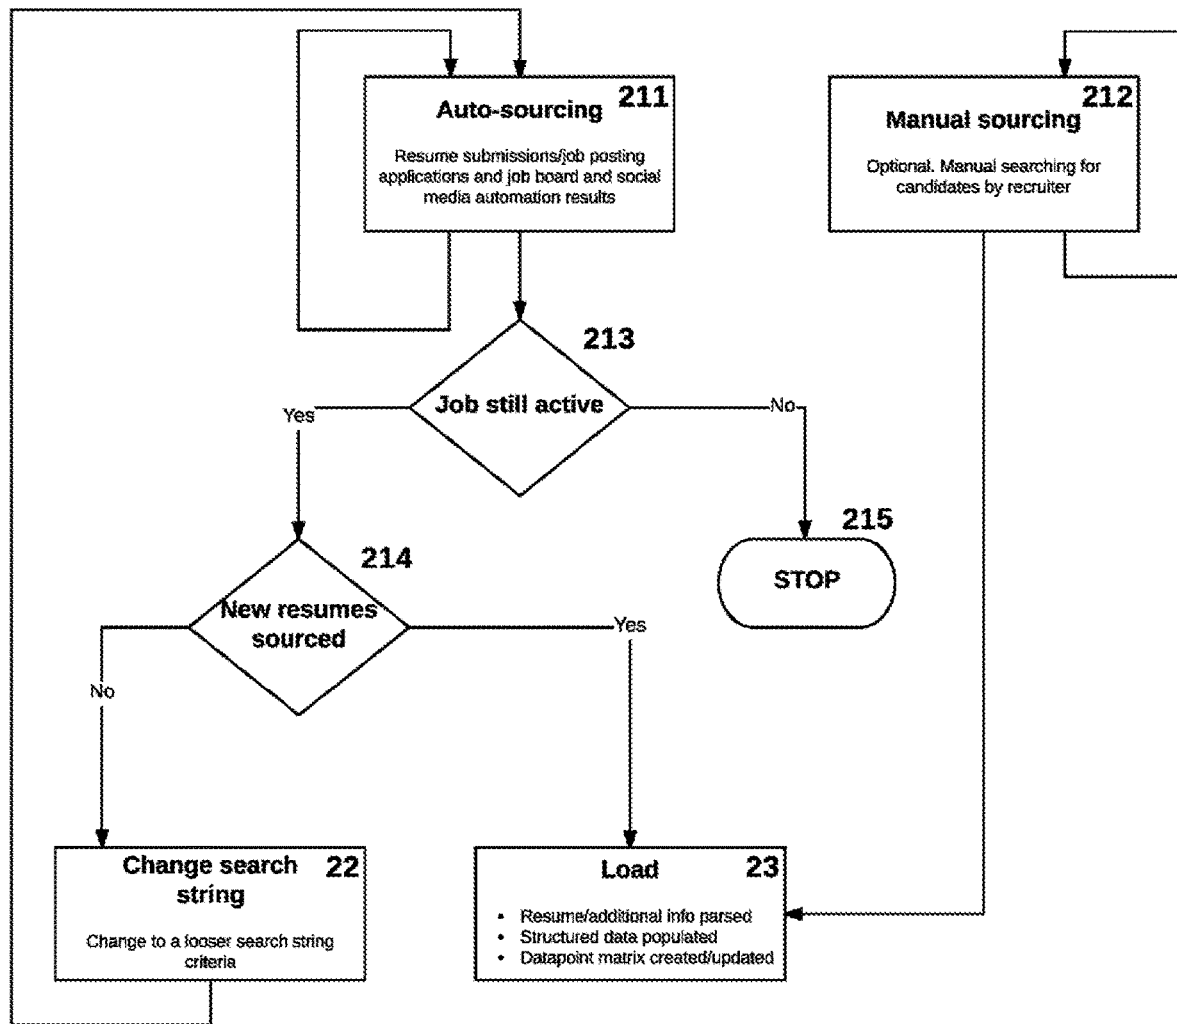 211
Auto-sourcing
Resume submissions/job posting
applications and job board and social
media automation results
212
Manual sourcing
Optional. Manual searching for
candidates by recruiter
213
Job still active
Yes
No
214
New resumes
sourced
215
STOP
No
Yes
Change search
string
22
Change to a looser search string
criteria
Load
23
• Resume/additional info parsed
• Structured data populated
• Datapoint matrix created/updated